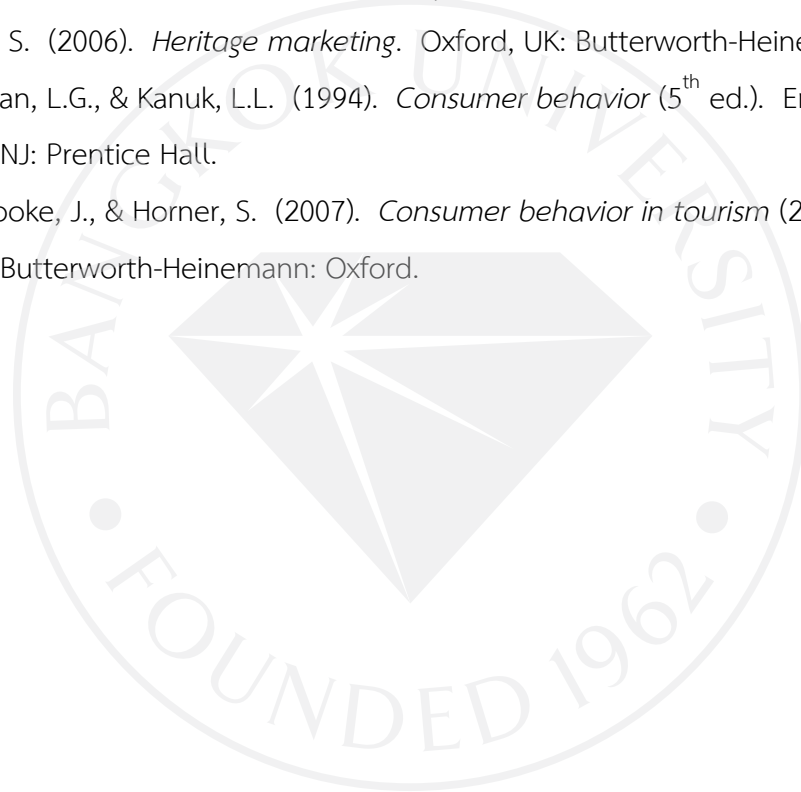 S. (2006). Heritage marketing. Oxford, UK: Butterworth-Heine
an, L.G., & Kanuk, L.L. (1994). Consumer behavior (5th ed.). E
NJ: Prentice Hall.
ooke, J., & Horner, S. (2007). Consumer behavior in tourism (2
Butterworth-Heinemann: Oxford.
BANGKOK UNIVERSITY
FOUNDED 1962